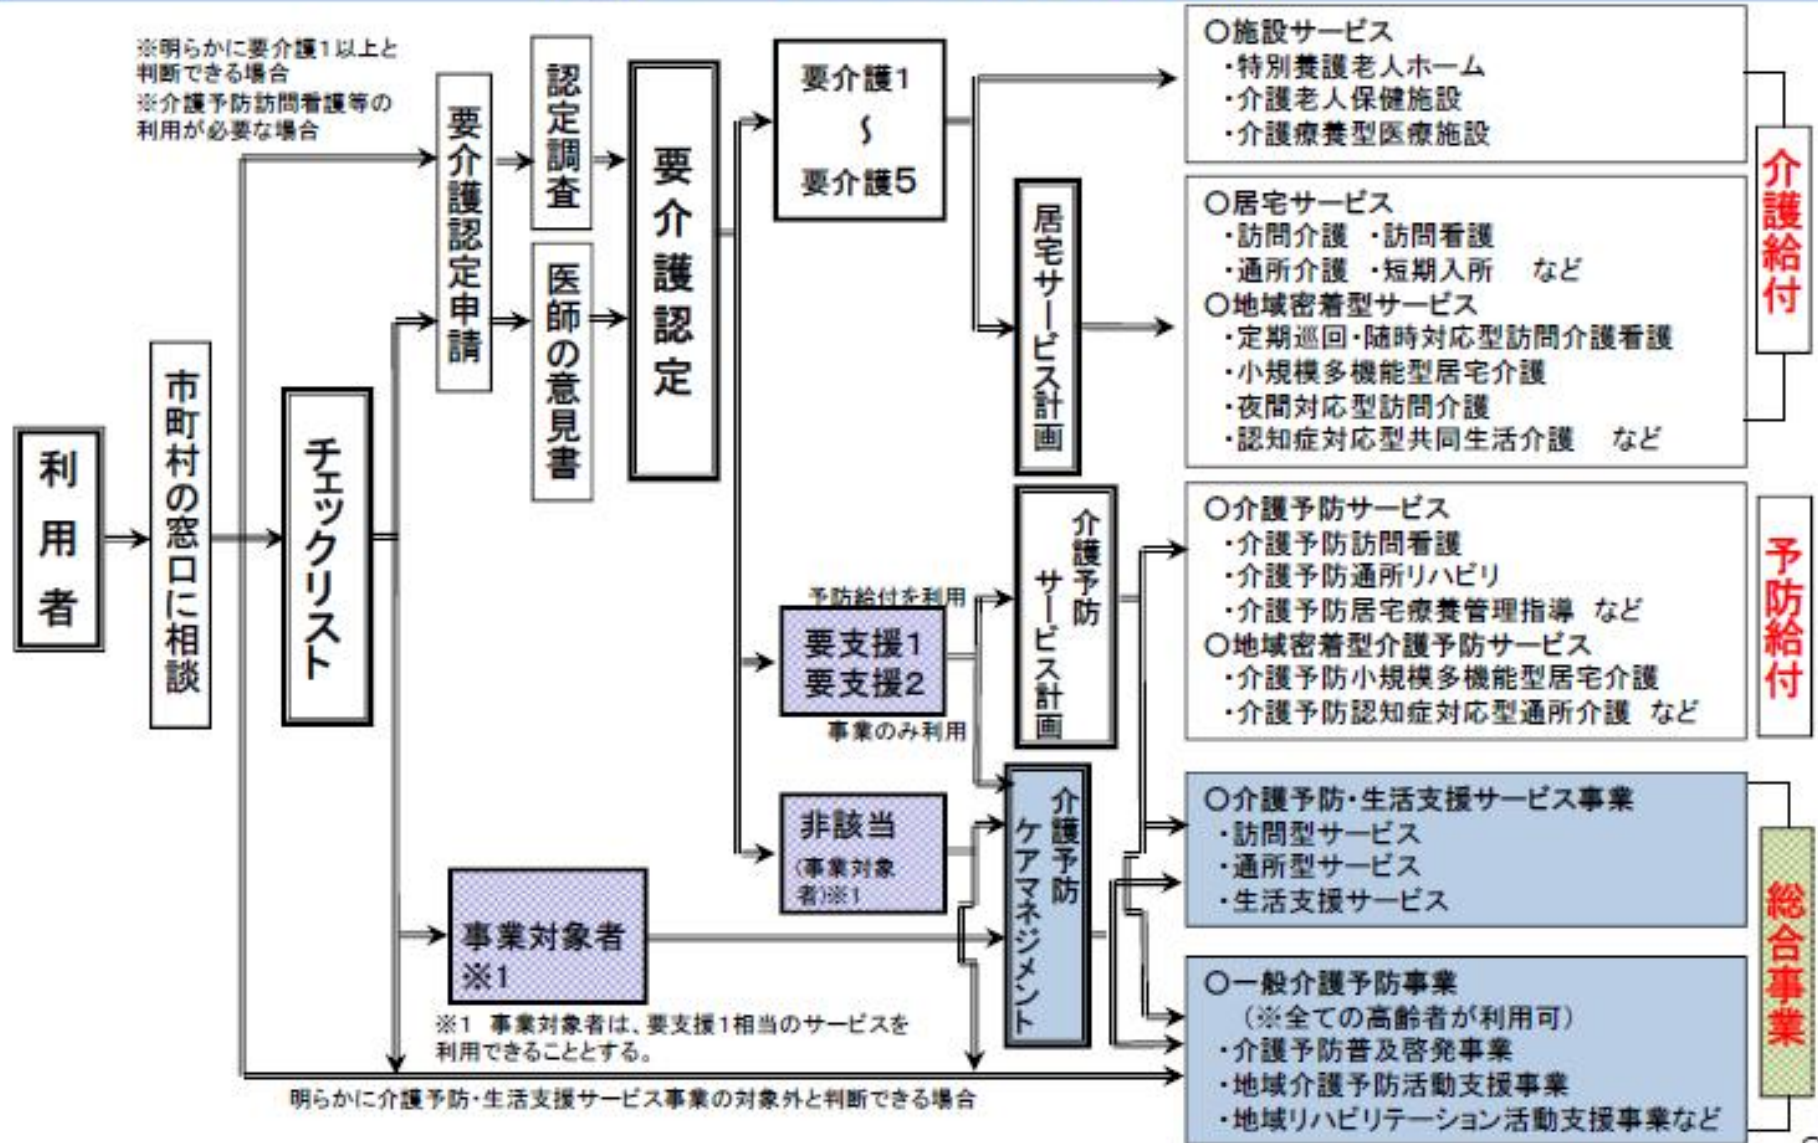 ※明らかに要介護1以上と
判断できる場合
※介護予防訪問看護等の
利用が必要な場合
利用者
市町村の窓口に相談
チェックリスト
要介護認定申請
認定調査
医師の意見書
要介護認定
要介護1
～
要介護5
予防給付を利用
要支援1
要支援2
事業のみ利用
非該当
(事業対象
者)※1
事業対象者
※1
※1 事業対象者は、要支援1相当のサービスを
利用できることとする。
明らかに介護予防・生活支援サービス事業の対象外と判断できる場合
居宅サービス計画
介護予防
サービス計画
介護予防
ケアマネジメント
○施設サービス
・特別養護老人ホーム
・介護老人保健施設
・介護療養型医療施設
○居宅サービス
・訪問介護 ・訪問看護
・通所介護 ・短期入所 など
○地域密着型サービス
・定期巡回・随時対応型訪問介護看護
・小規模多機能型居宅介護
・夜間対応型訪問介護
・認知症対応型共同生活介護 など
介護給付
○介護予防サービス
・介護予防訪問看護
・介護予防通所リハビリ
・介護予防居宅療養管理指導 など
○地域密着型介護予防サービス
・介護予防小規模多機能型居宅介護
・介護予防認知症対応型通所介護 など
予防給付
○介護予防・生活支援サービス事業
・訪問型サービス
・通所型サービス
・生活支援サービス
○一般介護予防事業
（※全ての高齢者が利用可）
・介護予防普及啓発事業
・地域介護予防活動支援事業
・地域リハビリテーション活動支援事業など
総合事業